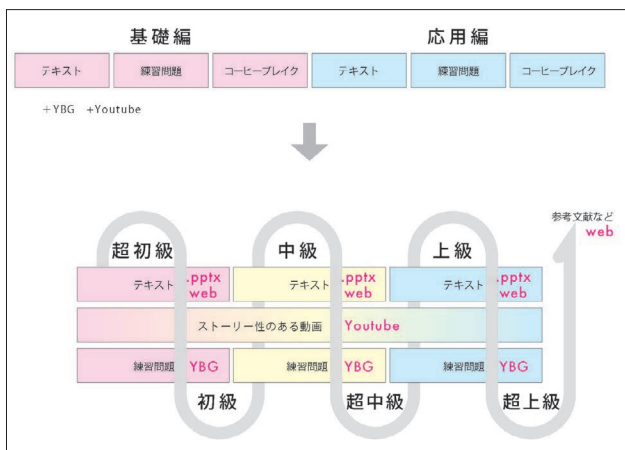 基礎編 応用編
テキスト 練習問題 コーヒーブレイク テキスト 練習問題 コーヒーブレイク
+YBG +Youtube
参考文献など
web
超初級 中級 上級
テキスト .pptx web テキスト .pptx web テキスト .pptx web
ストーリー性のある動画 Youtube
練習問題 YBG 練習問題 YBG 練習問題 YBG
初級 超中級 超上級